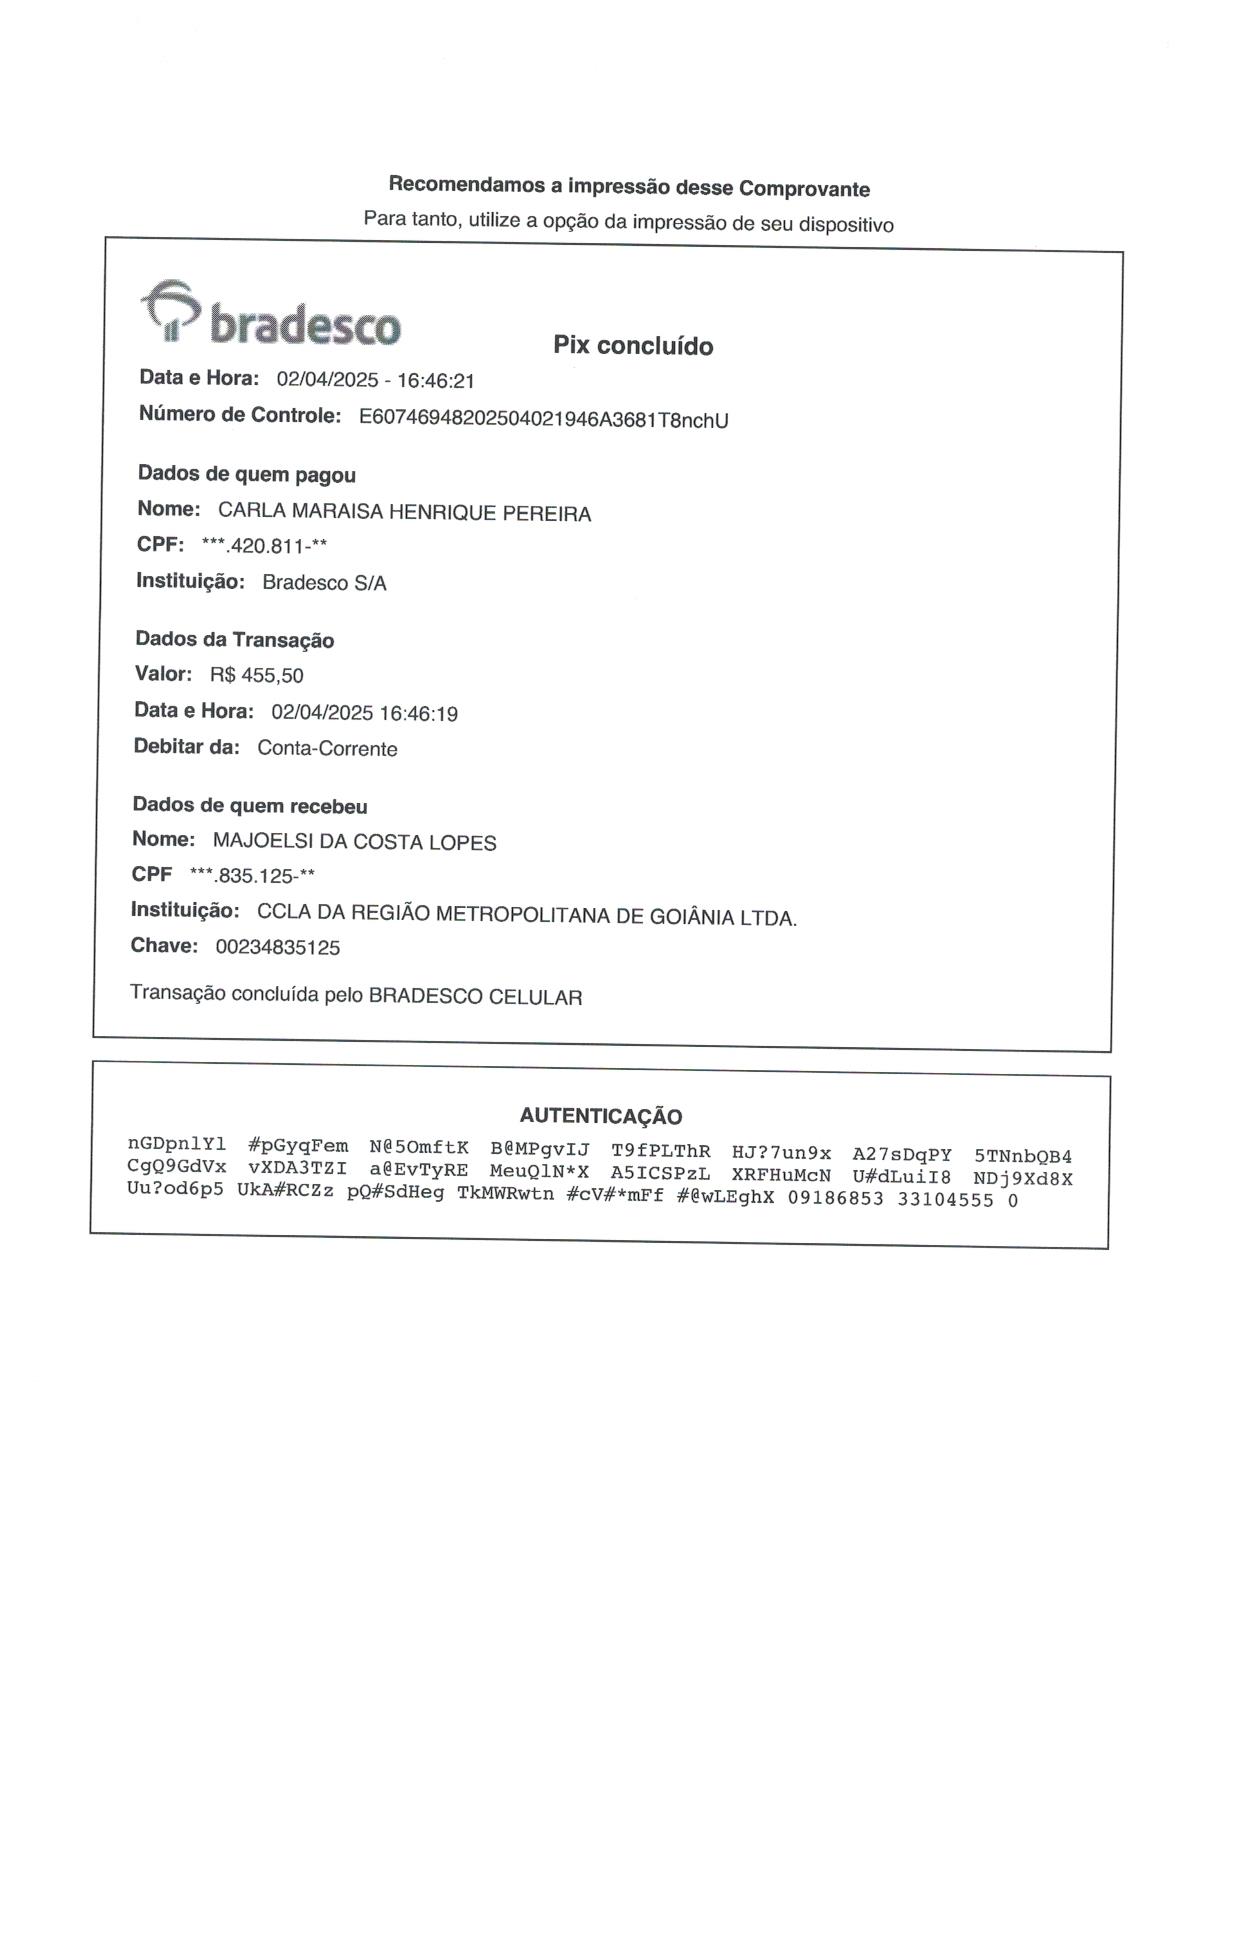 Recomendamos a impressão desse Comprovante
Para tanto, utilize a opção da impressão de seu dispositivo
bradesco
Pix concluído
Data e Hora: 02/04/2025 - 16:46:21
Número de Controle: E60746948202504021946A3681T8nchU
Dados de quem pagou
Nome: CARLA MARAISA HENRIQUE PEREIRA
CPF: ***.420.811-**
Instituição: Bradesco S/A
Dados da Transação
Valor: R$ 455,50
Data e Hora: 02/04/2025 16:46:19
Debitar da: Conta-Corrente
Dados de quem recebeu
Nome: MAJOELSI DA COSTA LOPES
CPF ***.835.125-**
Instituição: CCLA DA REGIÃO METROPOLITANA DE GOIÂNIA LTDA.
Chave: 00234835125
Transação concluída pelo BRADESCO CELULAR
AUTENTICAÇÃO
nGDpnlYl #pGyqFem N@5OmftK B@MPgvIJ T9fPLThR HJ?7un9x A27sDqPY 5TNnbQB4
CgQ9GdVx vXDA3TZI a@EvTyRE MeuQlN*X A5ICSPzL XRFHuMcN U#dLuiI8 NDj9Xd8X
Uu?od6p5 UkA#RCZz pQ#SdHeg TkMWRwtn #cV#*mFf #@wLEghX 09186853 33104555 0